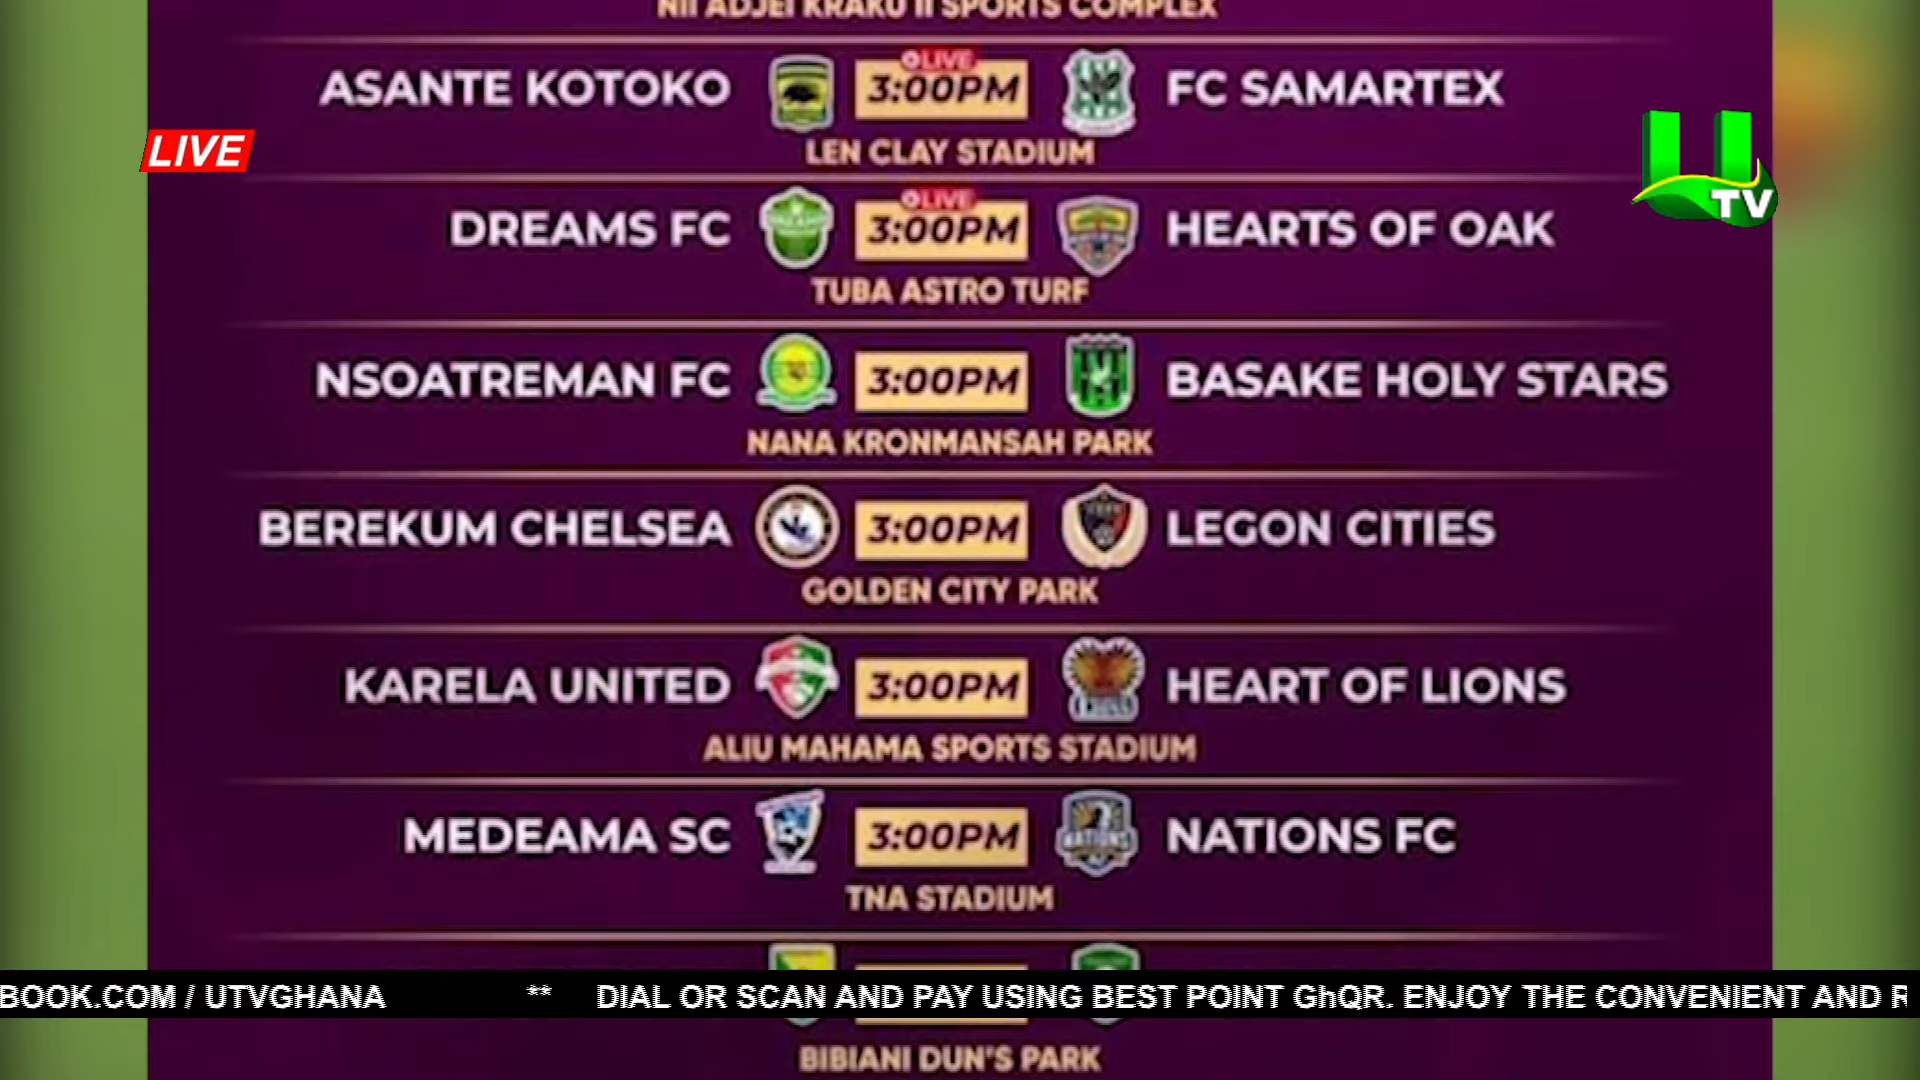 NII ADJEI KRAKU II SPORTS COMPLEX
ASANTE KOTOKO LIVE 3:00PM FC SAMARTEX
LEN CLAY STADIUM
LIVE
U TV
DREAMS FC LIVE 3:00PM HEARTS OF OAK
TUBA ASTRO TURF
NSOATREMAN FC 3:00PM BASAKE HOLY STARS
NANA KRONMANSAH PARK
BEREKUM CHELSEA 3:00PM LEGON CITIES
GOLDEN CITY PARK
KARELA UNITED 3:00PM HEART OF LIONS
ALIU MAHAMA SPORTS STADIUM
MEDEAMA SC 3:00PM NATIONS NATIONS FC
TNA STADIUM
BOOK.COM / UTVGHANA ** DIAL OR SCAN AND PAY USING BEST POINT GhQR. ENJOY THE CONVENIENT AND R
BIBIANI DUN'S PARK